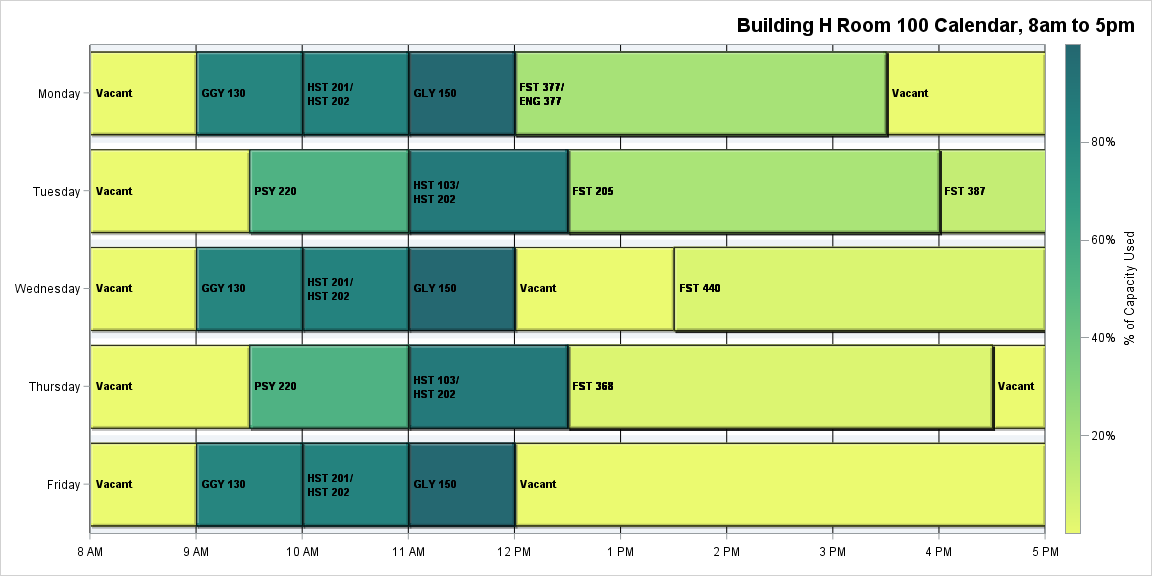 Building H Room 100 Calendar, 8am to 5pm
Monday
Vacant
GGY 130
HST 201/
HST 202
GLY 150
FST 377/
ENG 377
Vacant
Tuesday
Vacant
PSY 220
HST 103/
HST 202
FST 205
FST 387
Wednesday
Vacant
GGY 130
HST 201/
HST 202
GLY 150
Vacant
FST 440
Thursday
Vacant
PSY 220
HST 103/
HST 202
FST 368
Vacant
Friday
Vacant
GGY 130
HST 201/
HST 202
GLY 150
Vacant
8 AM
9 AM
10 AM
11 AM
12 PM
1 PM
2 PM
3 PM
4 PM
5 PM
80%
60%
40%
20%
% of Capacity Used